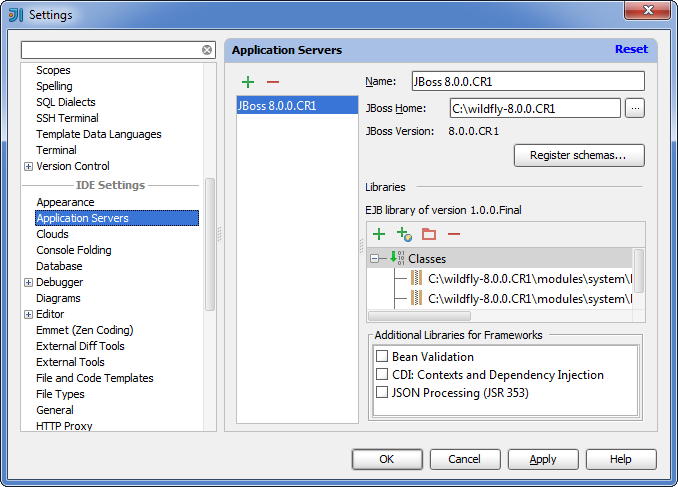 Settings
Scopes
Spelling
SQL Dialects
SSH Terminal
Template Data Languages
Terminal
Version Control
IDE Settings
Appearance
Application Servers
Clouds
Console Folding
Database
Debugger
Diagrams
Editor
Emmet (Zen Coding)
External Diff Tools
External Tools
File and Code Templates
File Types
General
HTTP Proxy
Application Servers
Reset
JBoss 8.0.0.CR1
Name: JBoss 8.0.0.CR1
JBoss Home: C:\wildfly-8.0.0.CR1 ...
JBoss Version: 8.0.0.CR1
Register schemas...
Libraries
EJB library of version 1.0.0.Final
Classes
C:\wildfly-8.0.0.CR1\modules\system\
C:\wildfly-8.0.0.CR1\modules\system\
Additional Libraries for Frameworks
Bean Validation
CDI: Contexts and Dependency Injection
JSON Processing (JSR 353)
OK
Cancel
Apply
Help